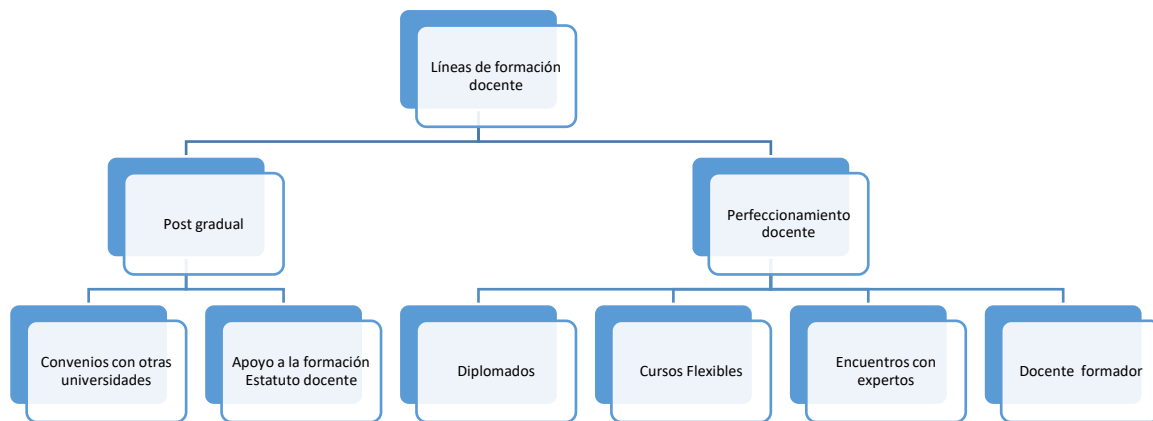 Líneas de formación
docente
Post gradual
Perfeccionamiento
docente
Convenios con otras
universidades
Apoyo a la formación
Estatuto docente
Diplomados
Cursos Flexibles
Encuentros con
expertos
Docente formador